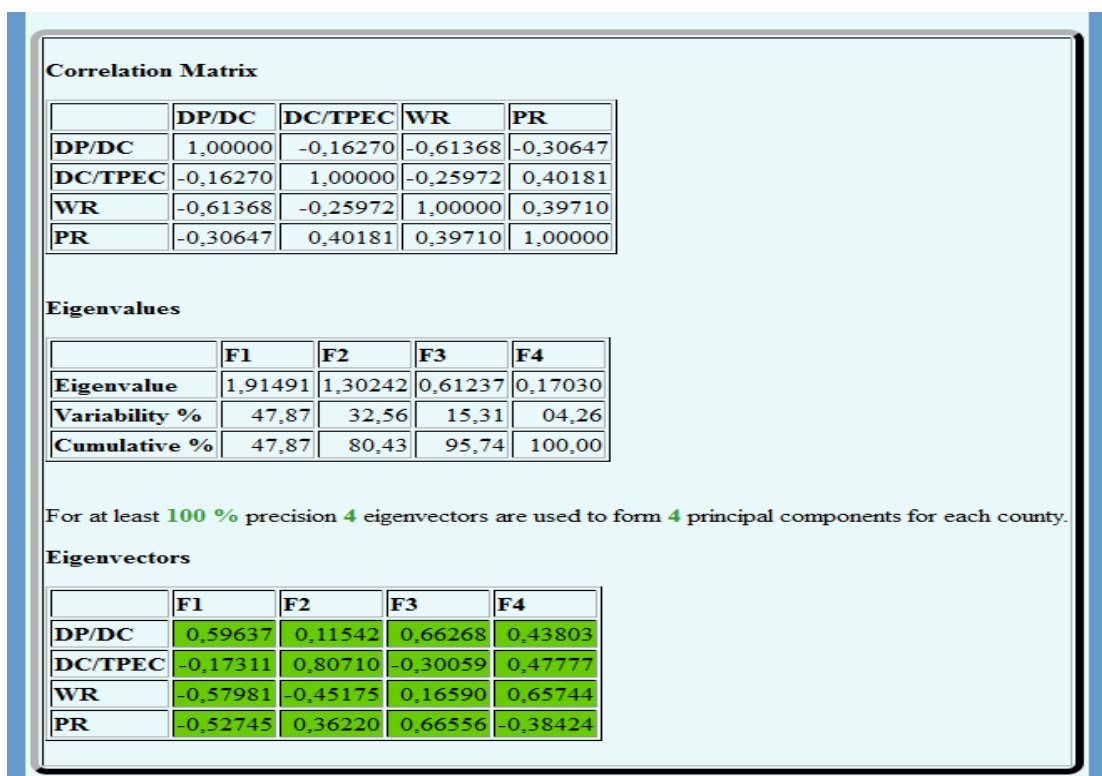 Correlation Matrix
DP/DC DC/TPEC WR PR
DP/DC 1,00000 -0,16270 -0,61368 -0,30647
DC/TPEC -0,16270 1,00000 -0,25972 0,40181
WR -0,61368 -0,25972 1,00000 0,39710
PR -0,30647 0,40181 0,39710 1,00000
Eigenvalues
F1 F2 F3 F4
Eigenvalue 1,91491 1,30242 0,61237 0,17030
Variability % 47,87 32,56 15,31 04,26
Cumulative % 47,87 80,43 95,74 100,00
For at least 100 % precision 4 eigenvectors are used to form 4 principal components for each county.
Eigenvectors
F1 F2 F3 F4
DP/DC 0,59637 0,11542 0,66268 0,43803
DC/TPEC -0,17311 0,80710 -0,30059 0,47777
WR -0,57981 -0,45175 0,16590 0,65744
PR -0,52745 0,36220 0,66556 -0,38424